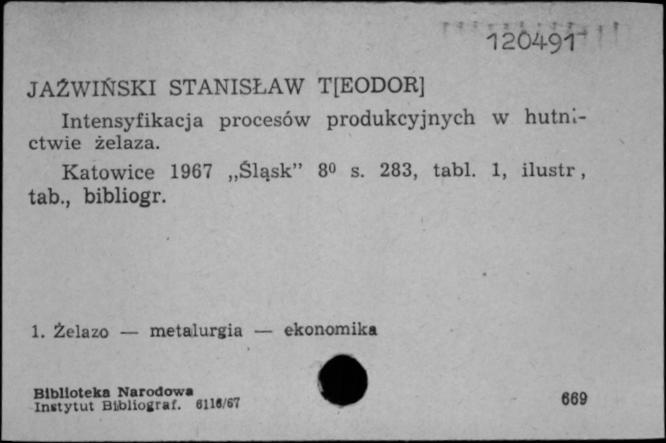 120491
JAŹWIŃSKI STANISŁAW T[EODOR]
Intensyfikacja procesów produkcyjnych w hutni-
ctwie żelaza.
Katowice 1967 „Śląsk” 8⁰ s. 283, tabl. 1, ilustr,
tab., bibliogr.
1. Żelazo — metalurgia — ekonomika
Biblioteka Narodowa
Instytut Bibliograf. 6116/67
669